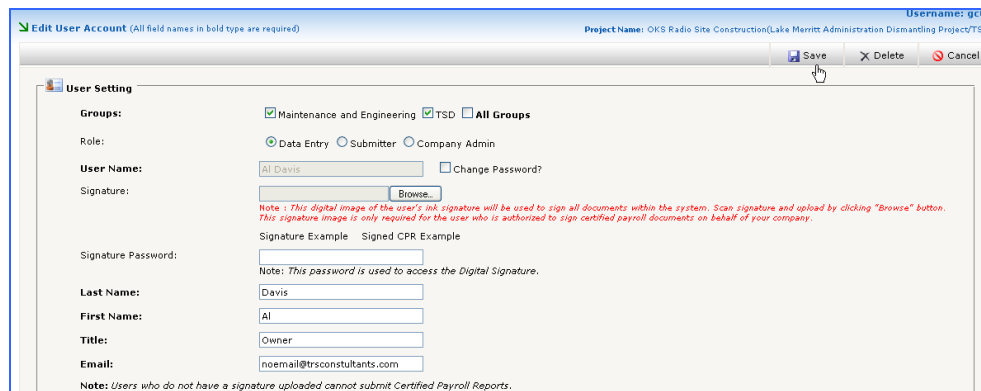 Username: gc
Edit User Account (All field names in bold type are required)
Project Name: OKS Radio Site Construction(Lake Merritt Administration Dismantling Project/TS
Save Delete Cancel
User Setting
Groups: Maintenance and Engineering TSD All Groups
Role: Data Entry Submitter Company Admin
User Name: Al Davis Change Password?
Signature: Browse..
Note : This digital image of the user's ink signature will be used to sign all documents within the system. Scan signature and upload by clicking "Browse" button.
This signature image is only required for the user who is authorized to sign certified payroll documents on behalf of your company.
Signature Example Signed CPR Example
Signature Password:
Note: This password is used to access the Digital Signature.
Last Name: Davis
First Name: Al
Title: Owner
Email: noemail@trsconstultants.com
Note: Users who do not have a signature uploaded cannot submit Certified Payroll Reports.